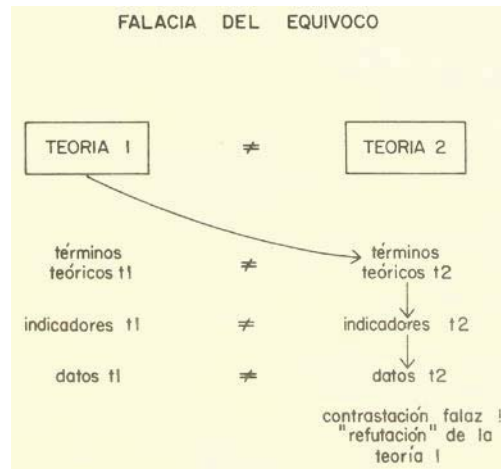 FALACIA DEL EQUIVOCO
TEORIA 1 ≠ TEORIA 2
términos
teóricos t1 ≠ términos
teóricos t2
indicadores t1 ≠ indicadores t2
datos t1 ≠ datos t2
contrastación falaz !
"refutación" de la
teoría 1